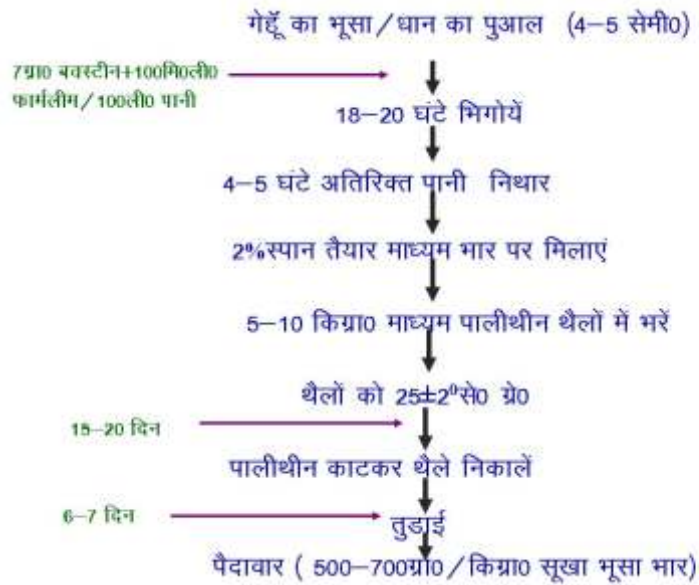 गेहूँ का भूसा/धान का पुआल (4–5 सेमी0)
7ग्रा0 बवस्टीन+100मि0ली0
फार्मलीम/100ली0 पानी
18–20 घंटे भिगोयें
4–5 घंटे अतिरिक्त पानी निथार
2%स्पान तैयार माध्यम भार पर मिलाएं
5–10 किग्रा0 माध्यम पालीथीन थैलों में भरें
थैलों को 25±2⁰से0 ग्रे0
15–20 दिन
पालीथीन काटकर थैले निकालें
6–7 दिन
तुडाई
पैदावार ( 500–700ग्रा0/किग्रा0 सूखा भूसा भार)